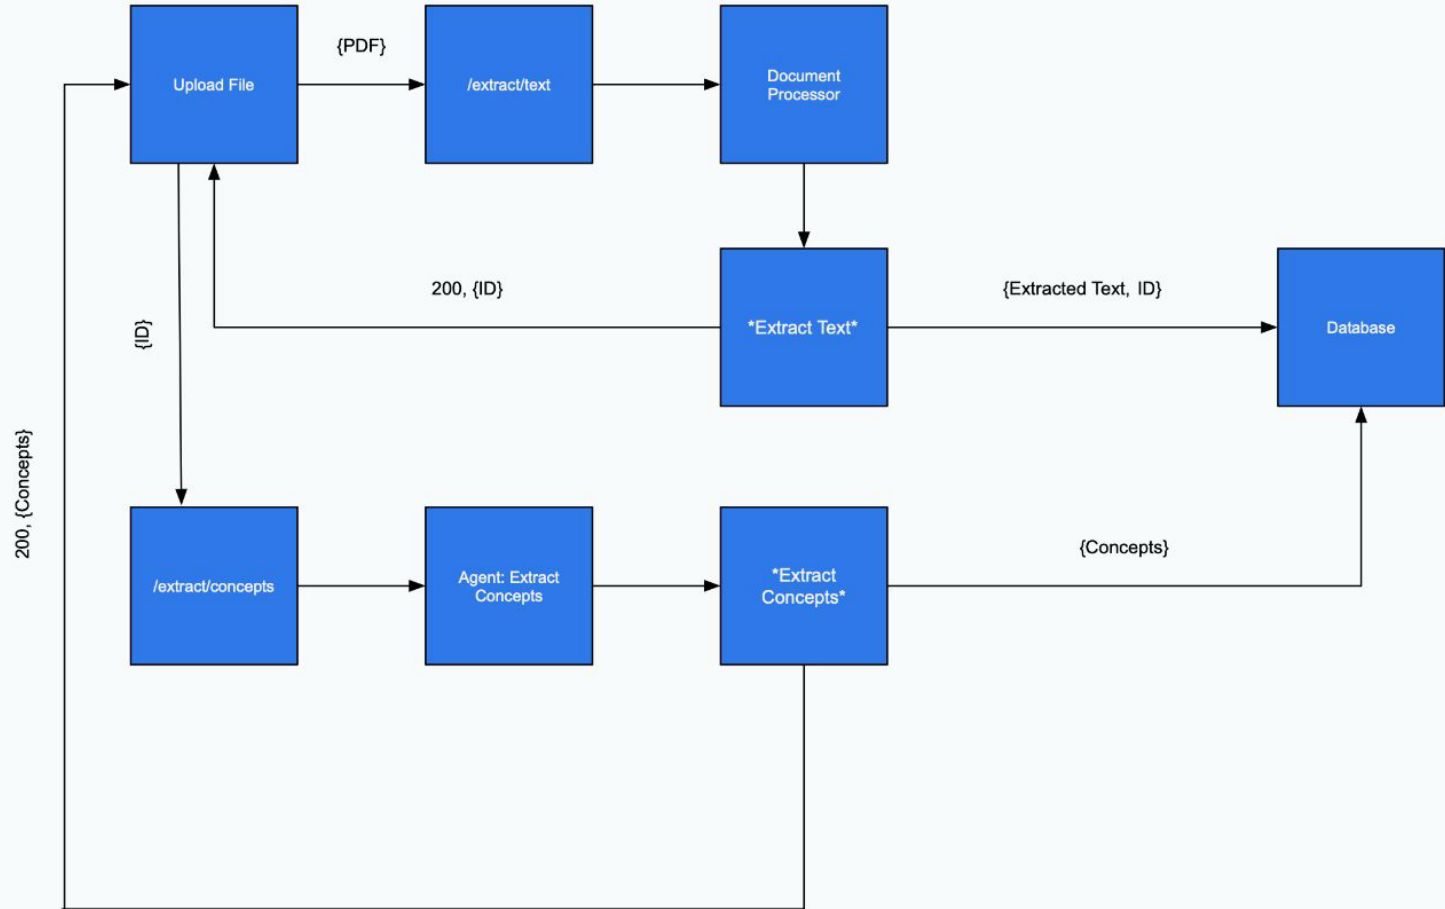 {PDF}
Upload File
/extract/text
Document
Processor
200, {ID}
{Extracted Text, ID}
{ID}
*Extract Text*
Database
200, {Concepts}
/extract/concepts
Agent: Extract
Concepts
*Extract
Concepts*
{Concepts}